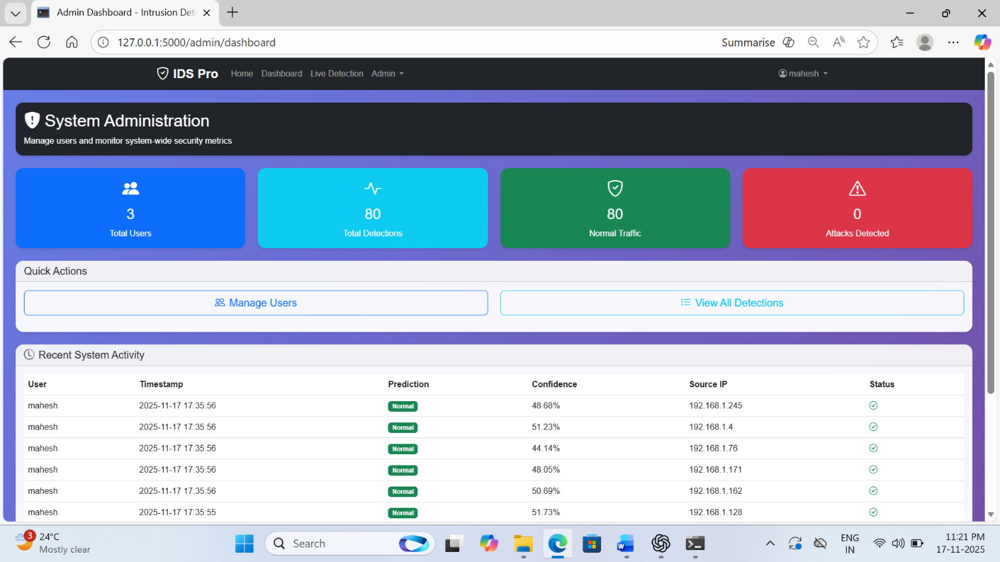 Admin Dashboard - Intrusion Det
127.0.0.1:5000/admin/dashboard
Summarise
IDS Pro Home Dashboard Live Detection Admin mahesh
System Administration
Manage users and monitor system-wide security metrics
3
Total Users
80
Total Detections
80
Normal Traffic
0
Attacks Detected
Quick Actions
Manage Users
View All Detections
Recent System Activity
User Timestamp Prediction Confidence Source IP Status
mahesh 2025-11-17 17:35:56 Normal 48.68% 192.168.1.245
mahesh 2025-11-17 17:35:56 Normal 51.23% 192.168.1.4
mahesh 2025-11-17 17:35:56 Normal 44.14% 192.168.1.76
mahesh 2025-11-17 17:35:56 Normal 48.05% 192.168.1.171
mahesh 2025-11-17 17:35:56 Normal 50.69% 192.168.1.162
mahesh 2025-11-17 17:35:55 Normal 51.73% 192.168.1.128
3
24°C
Mostly clear
Search
ENG
IN
11:21 PM
17-11-2025